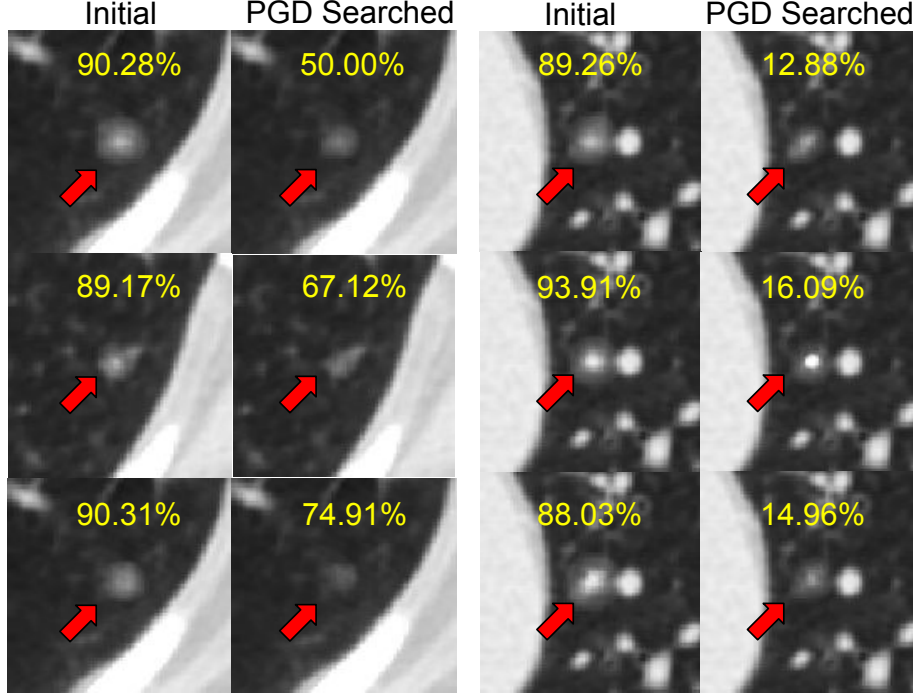 Initial PGD Searched Initial PGD Searched
90.28% 50.00% 89.26% 12.88%
89.17% 67.12% 93.91% 16.09%
90.31% 74.91% 88.03% 14.96%